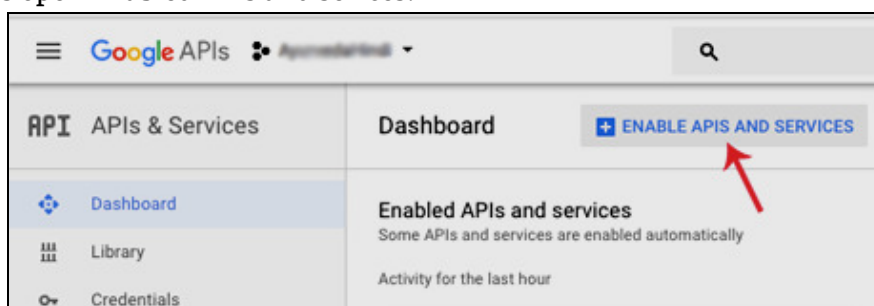 Google APIs
API APIs & Services
Dashboard
ENABLE APIS AND SERVICES
Dashboard
Library
Credentials
Enabled APIs and services
Some APIs and services are enabled automatically
Activity for the last hour